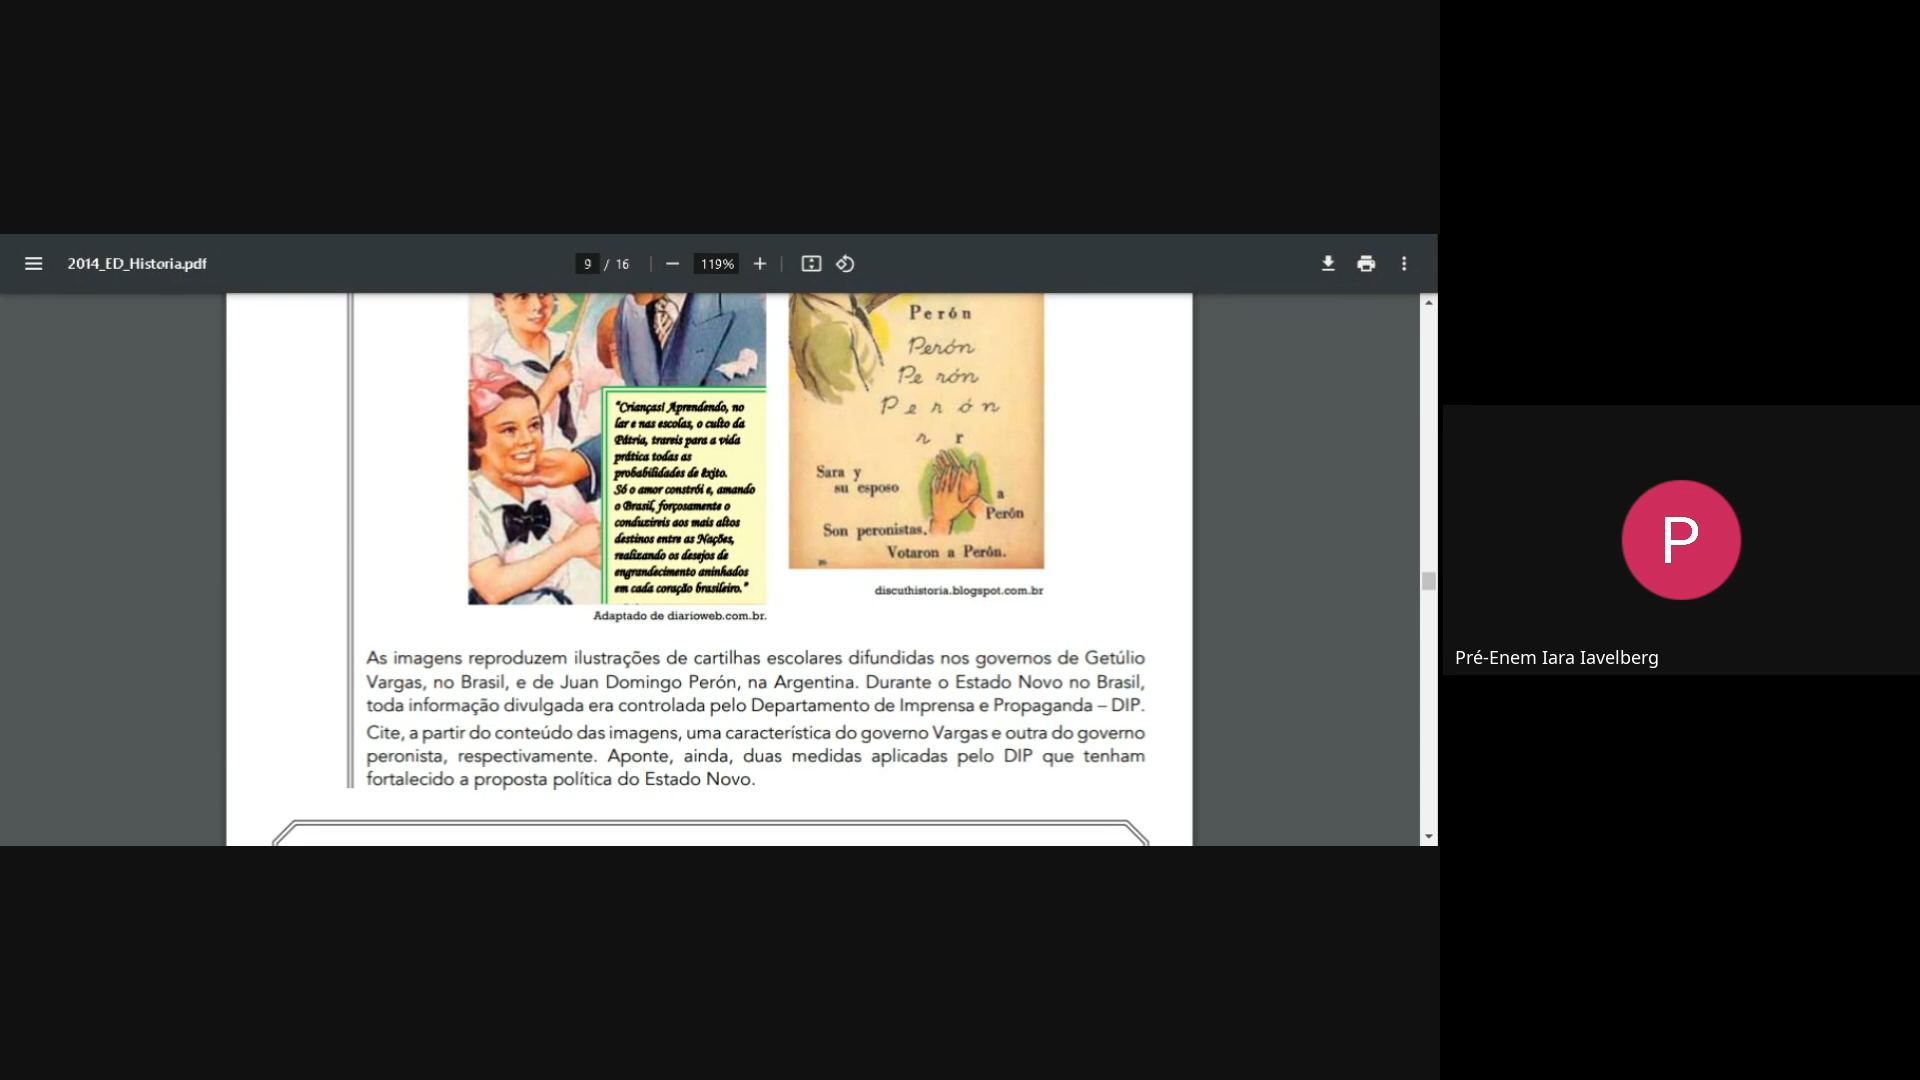 2014_ED_Historia.pdf
9 / 16
119%
Perón
Perón
Pe rón
P e r ó n
r r
Sara y
su esposo
a
Perón
Son peronistas.
Votaron a Perón.
discuthistoria.blogspot.com.br
"Crianças! Aprendendo, no
lar e nas escolas, o culto da
Pátria, trareis para a vida
prática todas as
probabilidades de êxito.
Só o amor constrói e, amando
o Brasil, forçosamente o
conduzireis aos mais altos
destinos entre as Nações,
realizando os desejos de
engrandecimento aninhados
em cada coração brasileiro."
Adaptado de diarioweb.com.br.
As imagens reproduzem ilustrações de cartilhas escolares difundidas nos governos de Getúlio
Vargas, no Brasil, e de Juan Domingo Perón, na Argentina. Durante o Estado Novo no Brasil,
toda informação divulgada era controlada pelo Departamento de Imprensa e Propaganda – DIP.
Cite, a partir do conteúdo das imagens, uma característica do governo Vargas e outra do governo
peronista, respectivamente. Aponte, ainda, duas medidas aplicadas pelo DIP que tenham
fortalecido a proposta política do Estado Novo.
P
Pré-Enem Iara Iavelberg